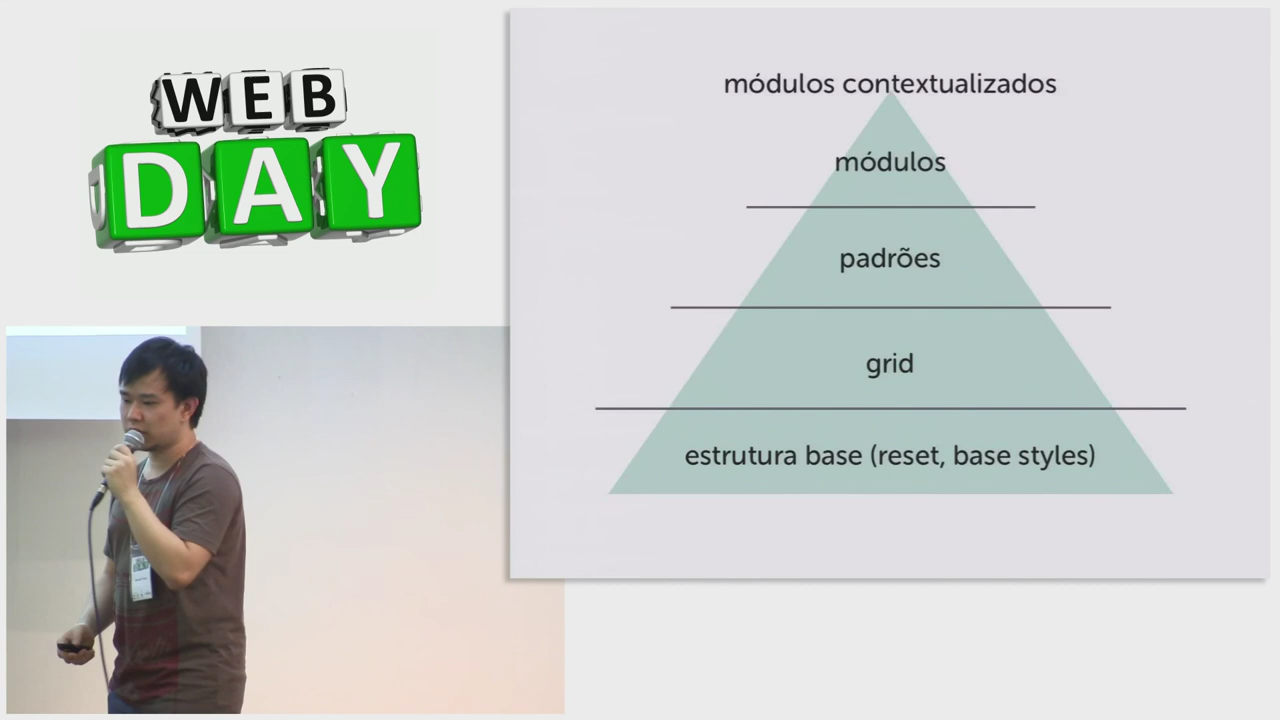 WEB
DAY
módulos contextualizados
módulos
padrões
grid
estrutura base (reset, base styles)